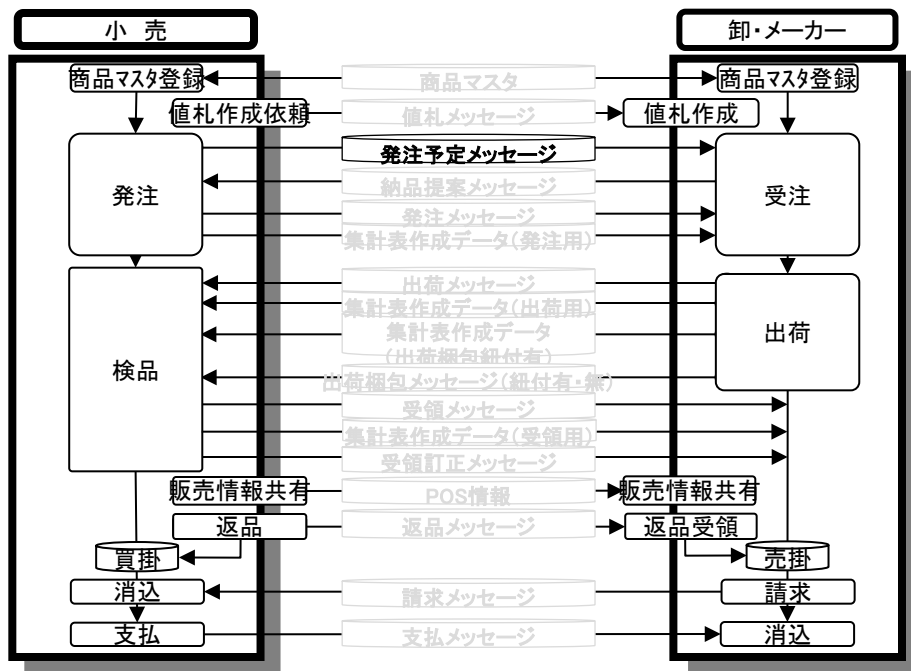 小 売
卸・メーカー
商品マスタ登録
商品マスタ
商品マスタ登録
値札作成依頼
値札メッセージ
値札作成
発注予定メッセージ
発注
納品提案メッセージ
受注
発注メッセージ
集計表作成データ(発注用)
出荷メッセージ
集計表作成データ(出荷用)
集計表作成データ
(出荷梱包紐付有)
出荷
検品
出荷梱包メッセージ(紐付有・無)
受領メッセージ
集計表作成データ(受領用)
受領訂正メッセージ
販売情報共有
POS情報
販売情報共有
返品
返品メッセージ
返品受領
買掛
売掛
消込
請求メッセージ
請求
支払
支払メッセージ
消込